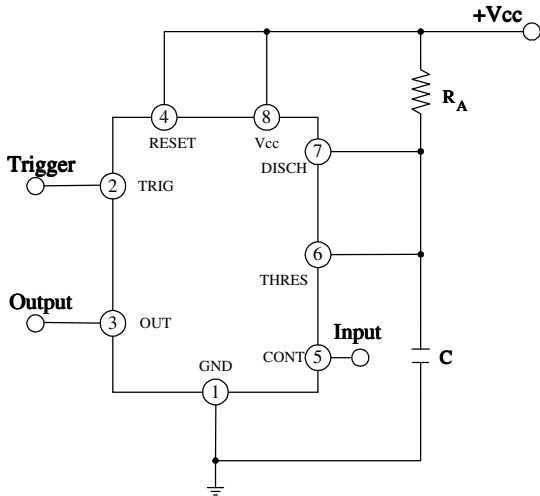 +Vcc
R_A
4
8
RESET
Vcc
7
DISCH
Trigger
2
TRIG
6
THRES
Output
3
OUT
Input
CONT
5
C
GND
1